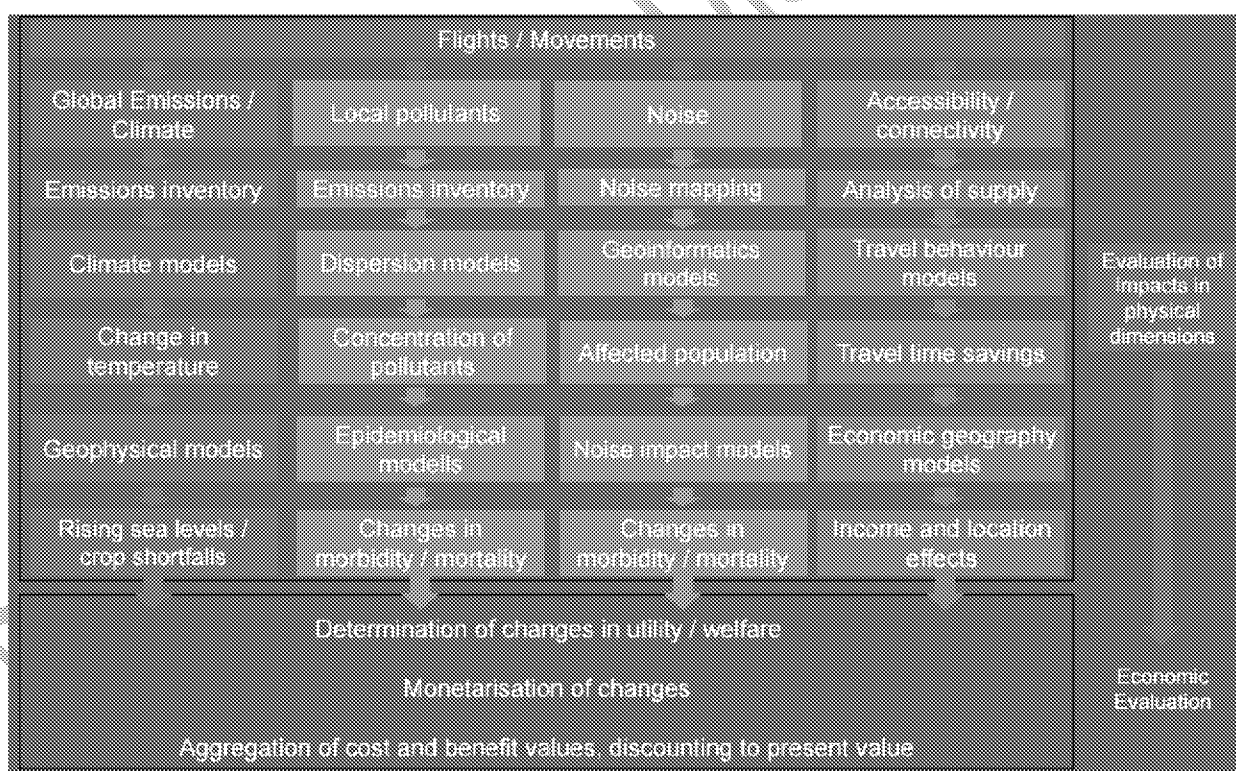 Flights / Movements
Global Emissions /
Climate
Local pollutants
Noise
Accessibility /
connectivity
Emissions inventory
Emissions inventory
Noise mapping
Analysis of supply
Climate models
Dispersion models
Geoinformatics
models
Travel behaviour
models
Evaluation of
impacts in
physical
dimensions
Change in
temperature
Concentration of
pollutants
Affected population
Travel time savings
Geophysical models
Epidemiological
modells
Noise impact models
Economic geography
models
Rising sea levels /
crop shortfalls
Changes in
morbidity / mortality
Changes in
morbidity / mortality
Income and location
effects
Determination of changes in utility / welfare
Monetarisation of changes
Economic
Evaluation
Aggregation of cost and benefit values, discounting to present value